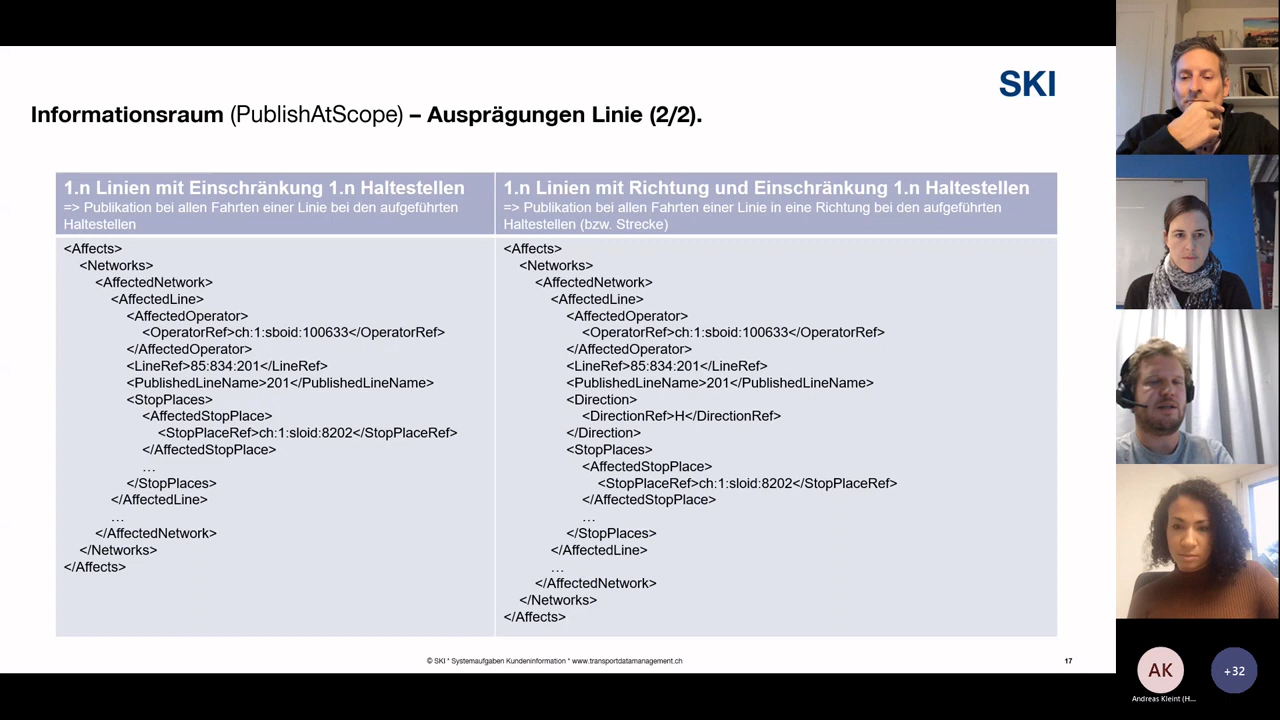 SKI
Informationsraum (PublishAtScope) – Ausprägungen Linie (2/2).
1.n Linien mit Einschränkung 1.n Haltestellen
=> Publikation bei allen Fahrten einer Linie bei den aufgeführten
Haltestellen
<Affects>
<Networks>
<AffectedNetwork>
<AffectedLine>
<AffectedOperator>
<OperatorRef>ch:1:sboid:100633</OperatorRef>
</AffectedOperator>
<LineRef>85:834:201</LineRef>
<PublishedLineName>201</PublishedLineName>
<StopPlaces>
<AffectedStopPlace>
<StopPlaceRef>ch:1:sloid:8202</StopPlaceRef>
</AffectedStopPlace>
…
</StopPlaces>
</AffectedLine>
…
</AffectedNetwork>
</Networks>
</Affects>
1.n Linien mit Richtung und Einschränkung 1.n Haltestellen
=> Publikation bei allen Fahrten einer Linie in eine Richtung bei den aufgeführten
Haltestellen (bzw. Strecke)
<Affects>
<Networks>
<AffectedNetwork>
<AffectedLine>
<AffectedOperator>
<OperatorRef>ch:1:sboid:100633</OperatorRef>
</AffectedOperator>
<LineRef>85:834:201</LineRef>
<PublishedLineName>201</PublishedLineName>
<Direction>
<DirectionRef>H</DirectionRef>
</Direction>
<StopPlaces>
<AffectedStopPlace>
<StopPlaceRef>ch:1:sloid:8202</StopPlaceRef>
</AffectedStopPlace>
…
</StopPlaces>
</AffectedLine>
…
</AffectedNetwork>
</Networks>
</Affects>
© SKI * Systemaufgaben Kundeninformation * www.transportdatamanagement.ch
17
AK
+32
Andreas Kleint (H...